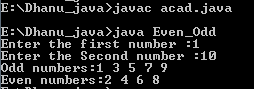 E:\Dhanu_java>javac acad.java
E:\Dhanu_java>java Even_Odd
Enter the first number :1
Enter the Second number :10
Odd numbers:1 3 5 7 9
Even numbers:2 4 6 8